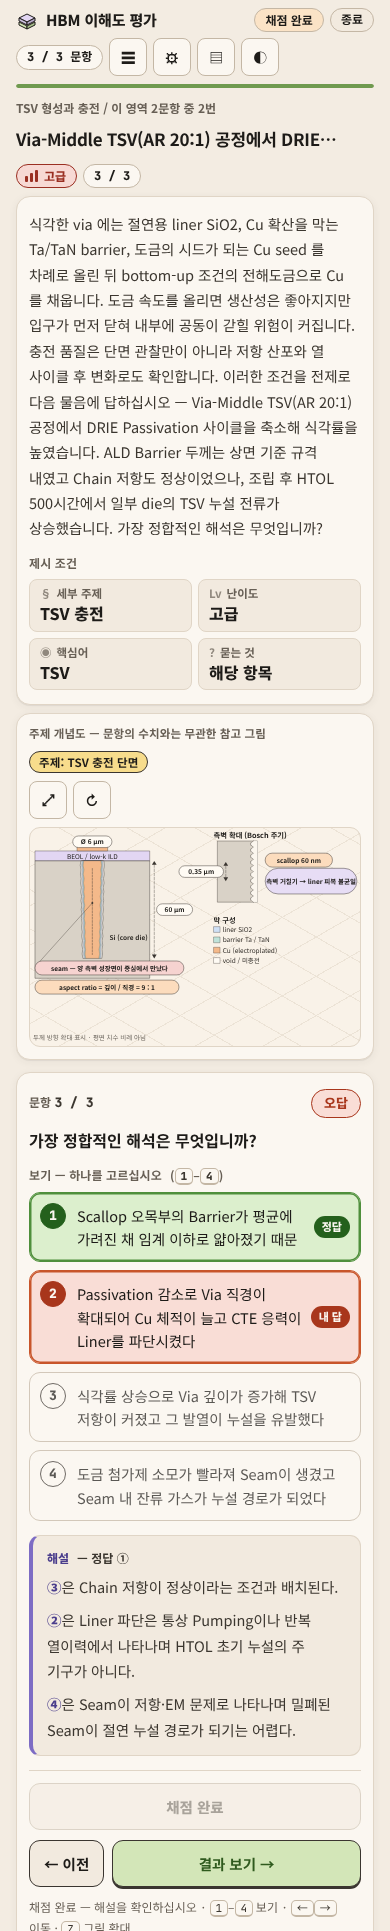 HBM 이해도 평가
채점 완료
종료
3 / 3 문항
TSV 형성과 충전 / 이 영역 2문항 중 2번
Via-Middle TSV(AR 20:1) 공정에서 DRIE…
고급
3 / 3
식각한 via 에는 절연용 liner SiO2, Cu 확산을 막는
Ta/TaN barrier, 도금의 시드가 되는 Cu seed 를
차례로 올린 뒤 bottom-up 조건의 전해도금으로 Cu
를 채웁니다. 도금 속도를 올리면 생산성은 좋아지지만
입구가 먼저 닫혀 내부에 공동이 갇힐 위험이 커집니다.
충전 품질은 단면 관찰만이 아니라 저항 산포와 열
사이클 후 변화로도 확인합니다. 이러한 조건을 전제로
다음 물음에 답하십시오 — Via-Middle TSV(AR 20:1)
공정에서 DRIE Passivation 사이클을 축소해 식각률을
높였습니다. ALD Barrier 두께는 상면 기준 규격
내였고 Chain 저항도 정상이었으나, 조립 후 HTOL
500시간에서 일부 die의 TSV 누설 전류가
상승했습니다. 가장 정합적인 해석은 무엇입니까?
제시 조건
§ 세부 주제
TSV 충전
Lv 난이도
고급
◉ 핵심어
TSV
? 묻는 것
해당 항목
주제 개념도 — 문항의 수치와는 무관한 참고 그림
주제: TSV 충전 단면
Ø 6 μm
BEOL / low-k ILD
60 μm
Si (core die)
seam — 양 측벽 성장면이 중심에서 만났다
aspect ratio = 깊이 / 직경 = 9 : 1
측벽 확대 (Bosch 주기)
0.35 μm
scallop 60 nm
측벽 거칠기 → liner 피복 불균일
막 구성
liner SiO2
barrier Ta / TaN
Cu (electroplated)
void / 미충전
두께 방향 확대 표시 · 평면 치수 비례 아님
문항 3 / 3
오답
가장 정합적인 해석은 무엇입니까?
보기 — 하나를 고르십시오 (1–4)
1 Scallop 오목부의 Barrier가 평균에
가려진 채 임계 이하로 얇아졌기 때문
정답
2 Passivation 감소로 Via 직경이
확대되어 Cu 체적이 늘고 CTE 응력이
Liner를 파단시켰다
내 답
3 식각률 상승으로 Via 깊이가 증가해 TSV
저항이 커졌고 그 발열이 누설을 유발했다
4 도금 첨가제 소모가 빨라져 Seam이 생겼고
Seam 내 잔류 가스가 누설 경로가 되었다
해설 — 정답 ①
③은 Chain 저항이 정상이라는 조건과 배치된다.
②은 Liner 파단은 통상 Pumping이나 반복
열이력에서 나타나며 HTOL 초기 누설의 주
기구가 아니다.
④은 Seam이 저항·EM 문제로 나타나며 밀폐된
Seam이 절연 누설 경로가 되기는 어렵다.
채점 완료
← 이전
결과 보기 →
채점 완료 — 해설을 확인하십시오 · 1–4 보기 · ← →
이동 · Z 그림 확대